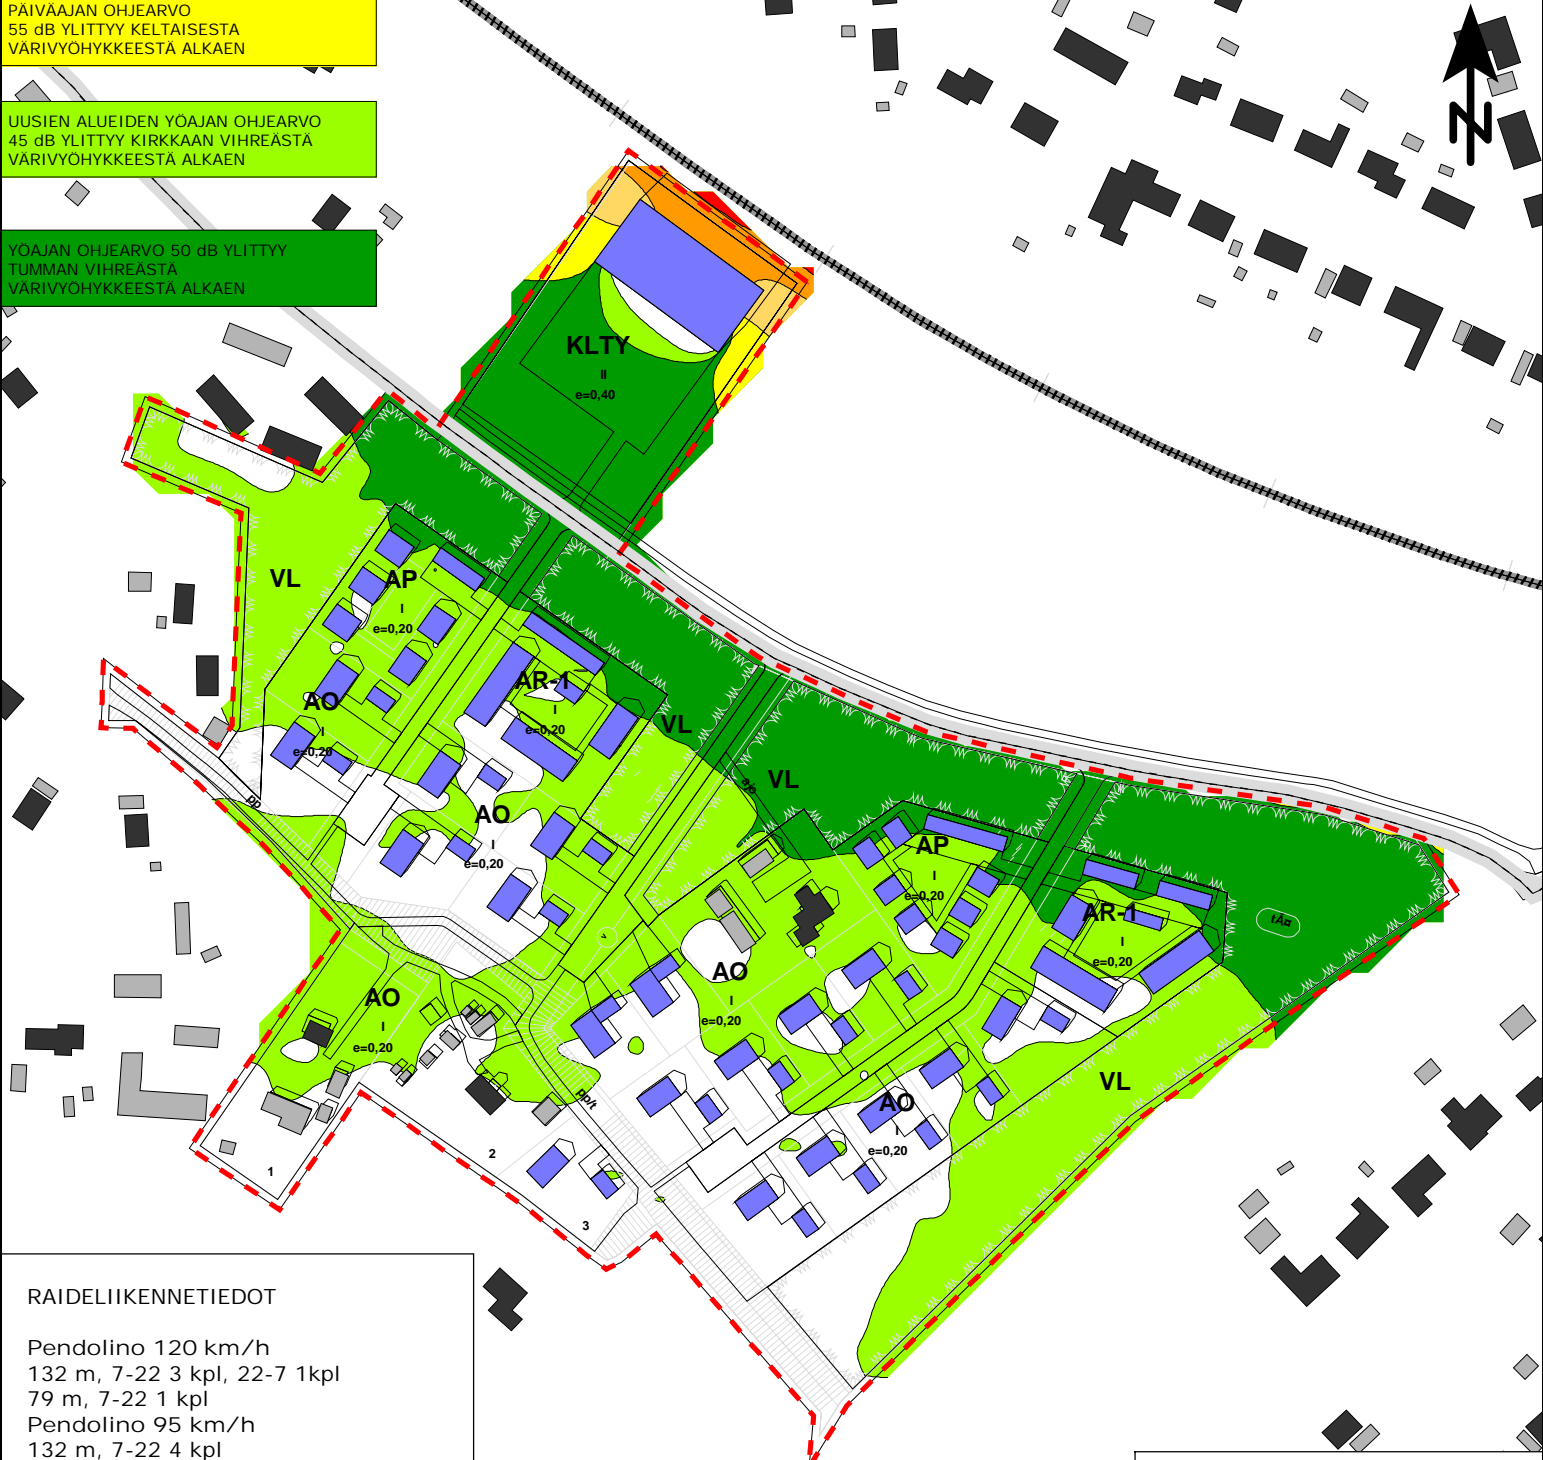 PÄIVÄAJAN OHJEARVO
55 dB YLITTYY KELTAISESTA
VÄRIVYÖHYKKEESTÄ ALKAEN
UUSIEN ALUEIDEN YÖAJAN OHJEARVO
45 dB YLITTYY KIRKKAAN VIHREÄSTÄ
VÄRIVYÖHYKKEESTÄ ALKAEN
YÖAJAN OHJEARVO 50 dB YLITTYY
TUMMAN VIHREÄSTÄ
VÄRIVYÖHYKKEESTÄ ALKAEN
N
KLTY
II
e=0,40
VL
AP
I
e=0,20
AO
I
e=0,20
AR-1
I
e=0,20
VL
VL
ajo
pp
AO
I
e=0,20
AP
I
e=0,20
AR-1
I
e=0,20
v
AO
I
e=0,20
AO
I
e=0,20
pp/t
AO
I
e=0,20
VL
1
2
3
RAIDELIIKENNETIEDOT
Pendolino 120 km/h
132 m, 7-22 3 kpl, 22-7 1kpl
79 m, 7-22 1 kpl
Pendolino 95 km/h
132 m, 7-22 4 kpl